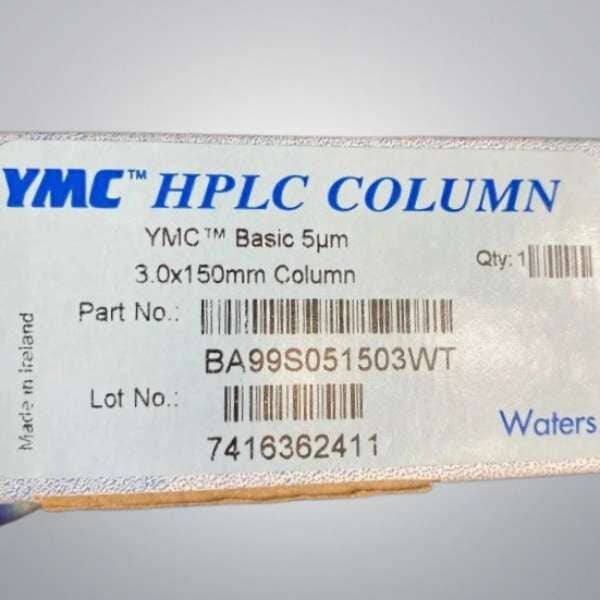 YMC™ HPLC COLUMN
YMC™ Basic 5µm
3.0x150mm Column
Qty: 1
Part No.:
BA99S051503WT
Lot No.:
7416362411
Made in Ireland
Waters